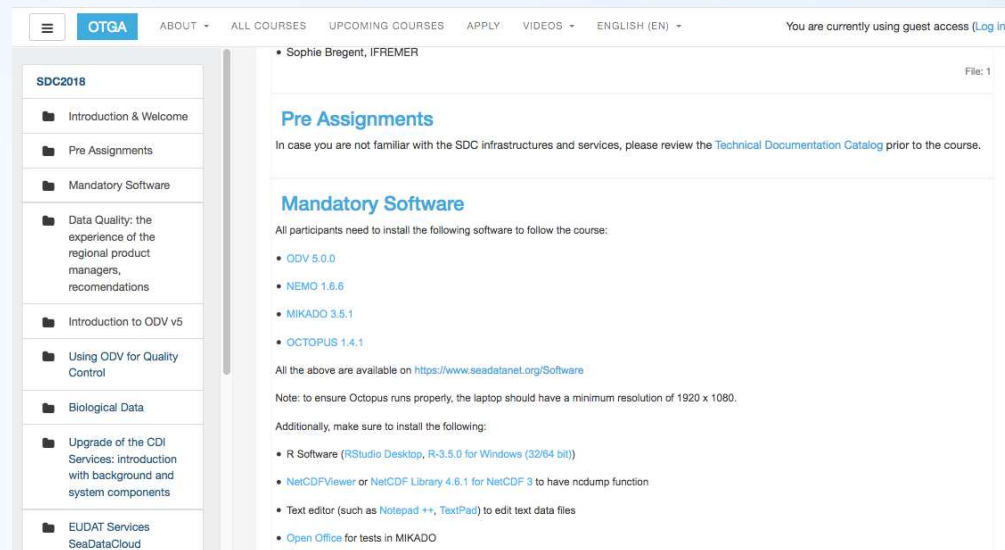 OTGA ABOUT ALL COURSES UPCOMING COURSES APPLY VIDEOS ENGLISH (EN) You are currently using guest access (Log in
SDC2018
Introduction & Welcome
Pre Assignments
Mandatory Software
Data Quality: the
experience of the
regional product
managers,
recomendations
Introduction to ODV v5
Using ODV for Quality
Control
Biological Data
Upgrade of the CDI
Services: introduction
with background and
system components
EUDAT Services
SeaDataCloud
• Sophie Bregent, IFREMER
File: 1
Pre Assignments
In case you are not familiar with the SDC infrastructures and services, please review the Technical Documentation Catalog prior to the course.
Mandatory Software
All participants need to install the following software to follow the course:
• ODV 5.0.0
• NEMO 1.6.6
• MIKADO 3.5.1
• OCTOPUS 1.4.1
All the above are available on https://www.seadatanet.org/Software
Note: to ensure Octopus runs properly, the laptop should have a minimum resolution of 1920 x 1080.
Additionally, make sure to install the following:
• R Software (RStudio Desktop, R-3.5.0 for Windows (32/64 bit))
• NetCDFViewer or NetCDF Library 4.6.1 for NetCDF 3 to have ncdump function
• Text editor (such as Notepad ++, TextPad) to edit text data files
• Open Office for tests in MIKADO